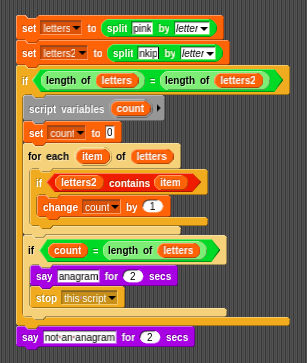 set letters to split pink by letter
set letters2 to split nkip by letter
if length of letters = length of letters2
script variables count
set count to 0
for each item of letters
if letters2 contains item
change count by 1
if count = length of letters
say anagram for 2 secs
stop this script
say not·an·anagram for 2 secs